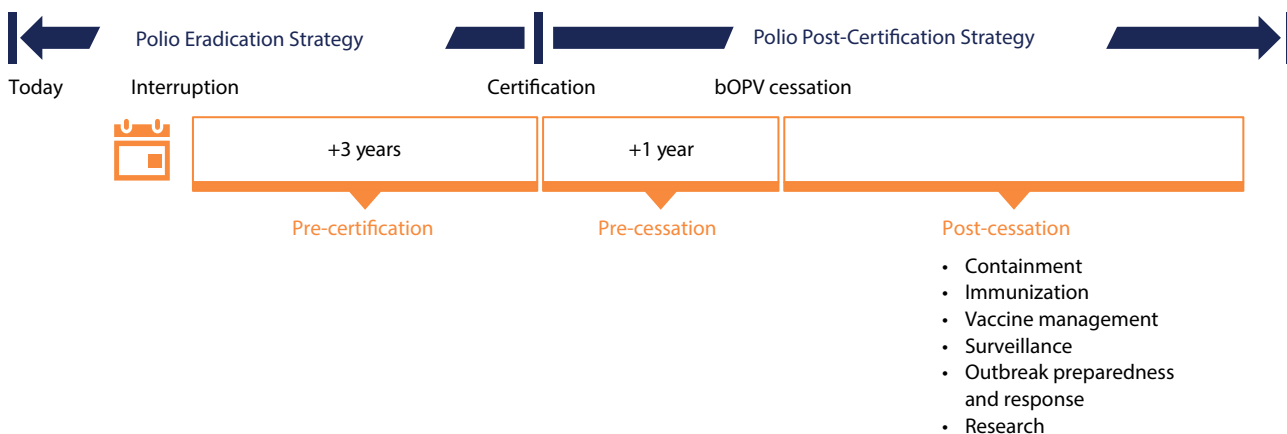 Polio Eradication Strategy
Polio Post-Certification Strategy
Today
Interruption
Certification
bOPV cessation
+3 years
+1 year
Pre-certification
Pre-cessation
Post-cessation
• Containment
• Immunization
• Vaccine management
• Surveillance
• Outbreak preparedness
and response
• Research